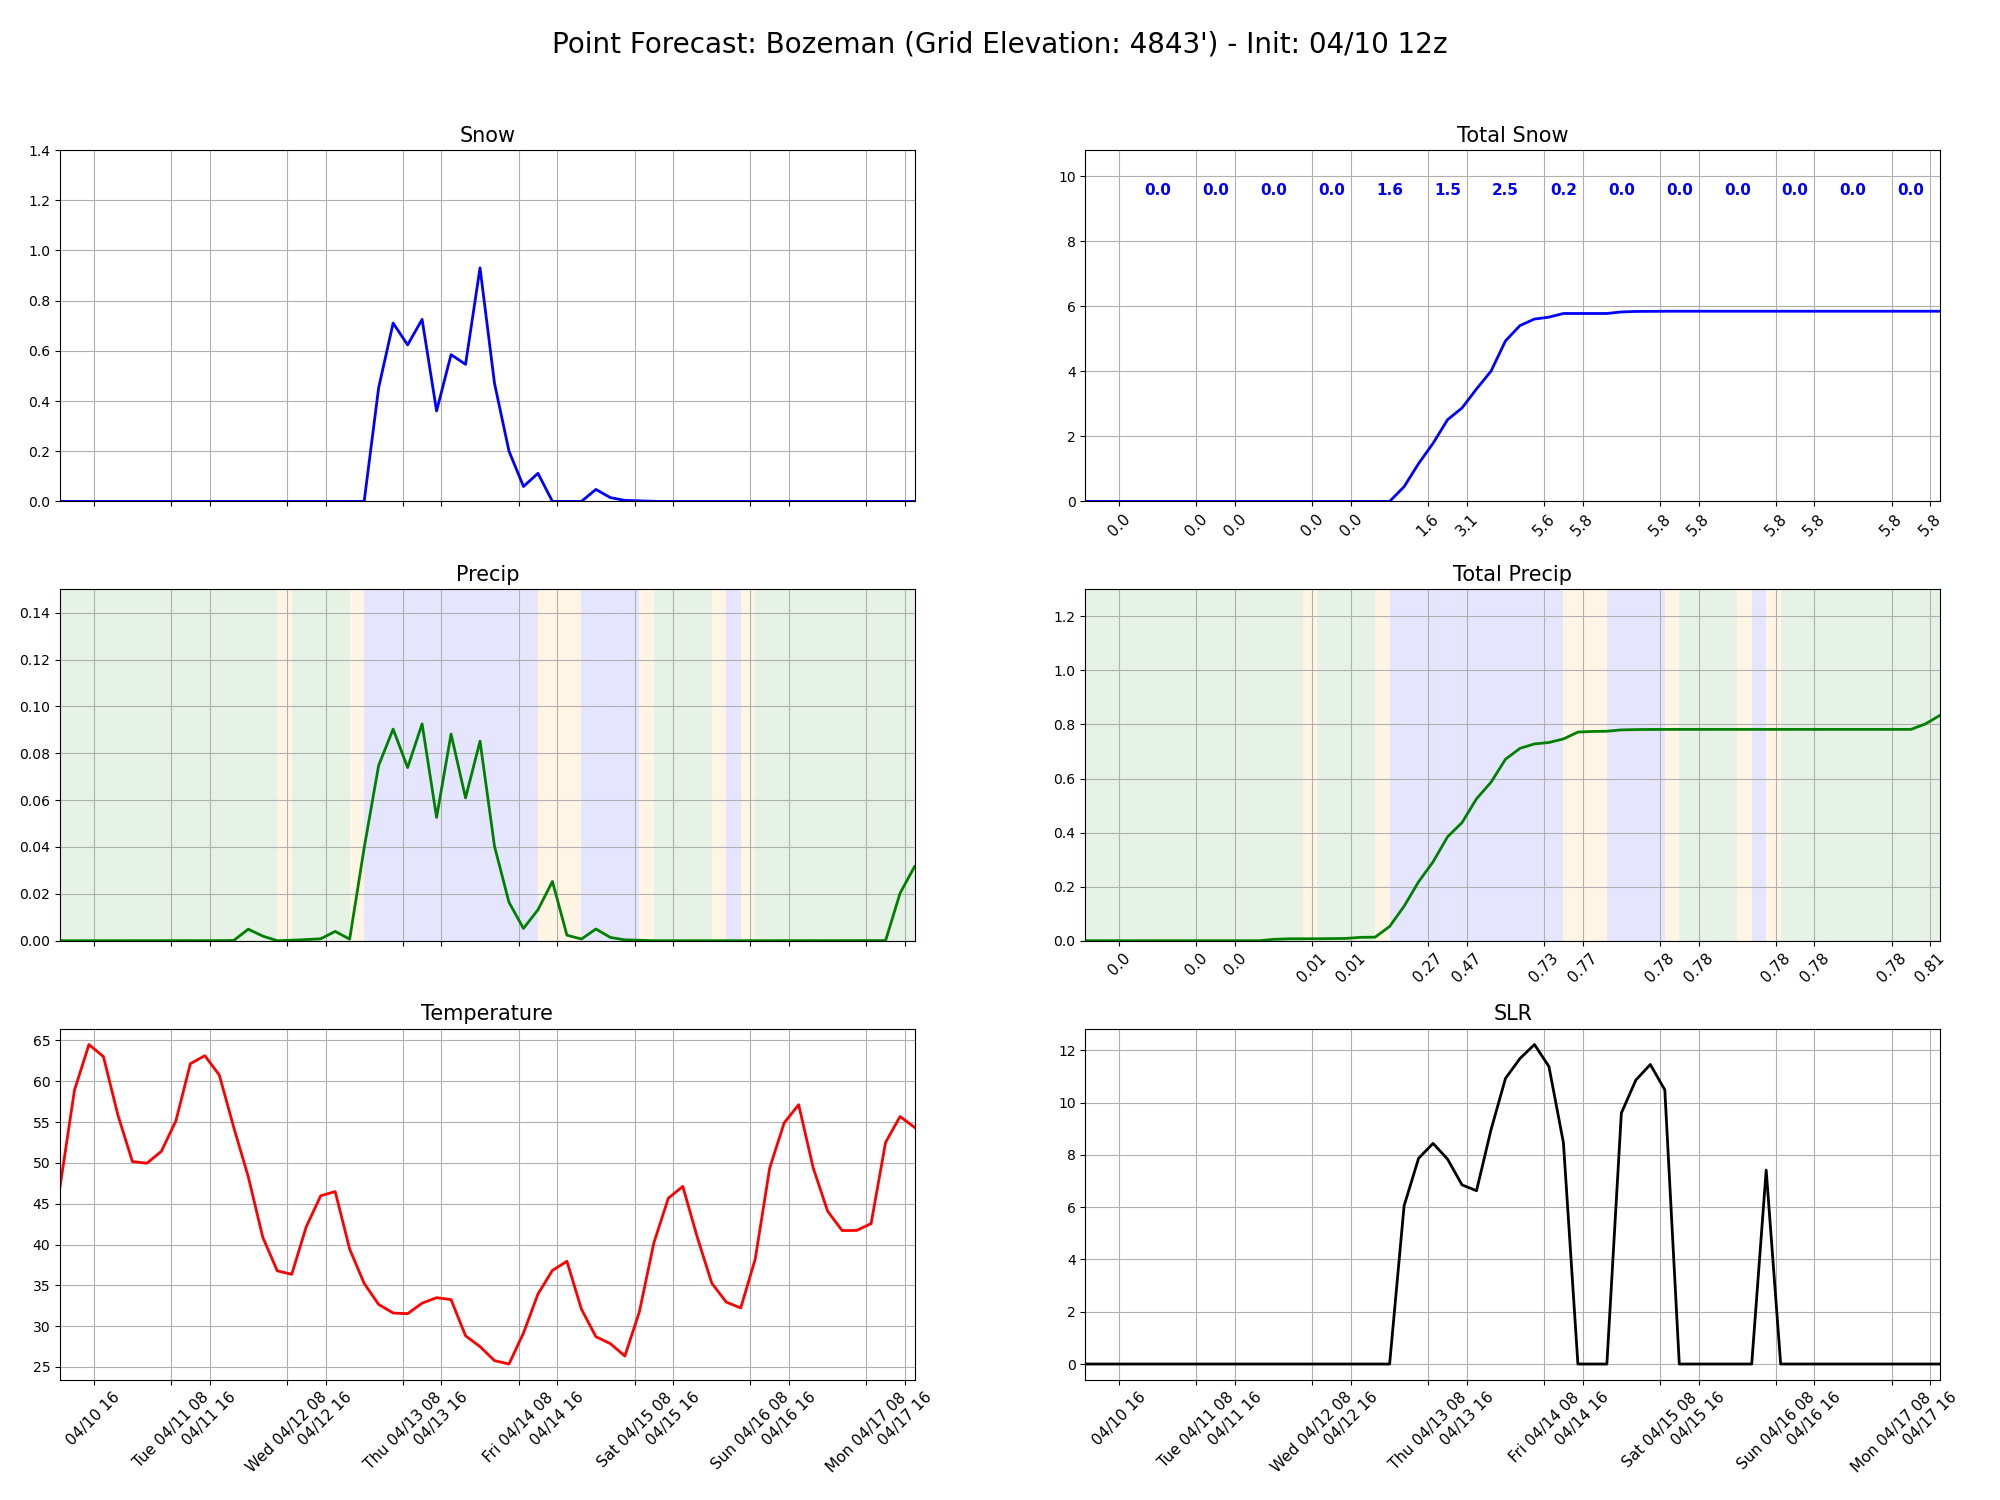 Point Forecast: Bozeman (Grid Elevation: 4843') - Init: 04/10 12z
Snow
1.4
1.2
1.0
0.8
0.6
0.4
0.2
0.0
Total Snow
10
8
6
4
2
0
0.0 0.0 0.0 0.0 1.6 1.5 2.5 0.2 0.0 0.0 0.0 0.0 0.0 0.0
0.0 0.0 0.0 0.0 0.0 1.6 3.1 5.6 5.8 5.8 5.8 5.8 5.8 5.8 5.8
Precip
0.14
0.12
0.10
0.08
0.06
0.04
0.02
0.00
Total Precip
1.2
1.0
0.8
0.6
0.4
0.2
0.0
0.0 0.0 0.0 0.01 0.01 0.27 0.47 0.73 0.77 0.78 0.78 0.78 0.78 0.78 0.81
Temperature
65
60
55
50
45
40
35
30
25
04/10 16
Tue 04/11 08
04/11 16
Wed 04/12 08
04/12 16
Thu 04/13 08
04/13 16
Fri 04/14 08
04/14 16
Sat 04/15 08
04/15 16
Sun 04/16 08
04/16 16
Mon 04/17 08
04/17 16
SLR
12
10
8
6
4
2
0
04/10 16
Tue 04/11 08
04/11 16
Wed 04/12 08
04/12 16
Thu 04/13 08
04/13 16
Fri 04/14 08
04/14 16
Sat 04/15 08
04/15 16
Sun 04/16 08
04/16 16
Mon 04/17 08
04/17 16